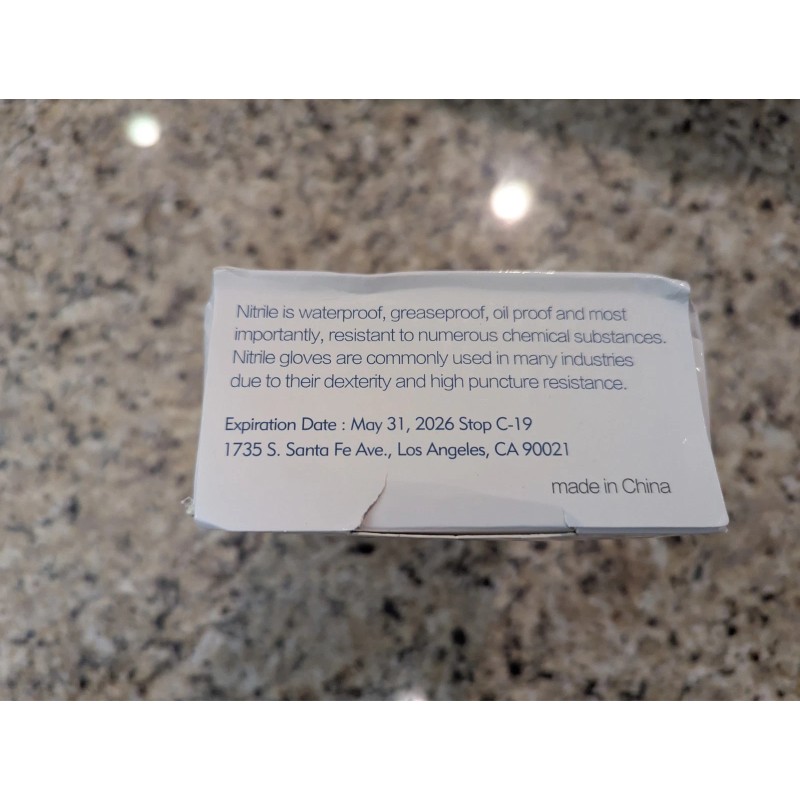 Nitrile is waterproof, greaseproof, oil proof and most
importantly, resistant to numerous chemical substances.
Nitrile gloves are commonly used in many industries
due to their dexterity and high puncture resistance.
Expiration Date : May 31, 2026 Stop C-19
1735 S. Santa Fe Ave., Los Angeles, CA 90021
made in China